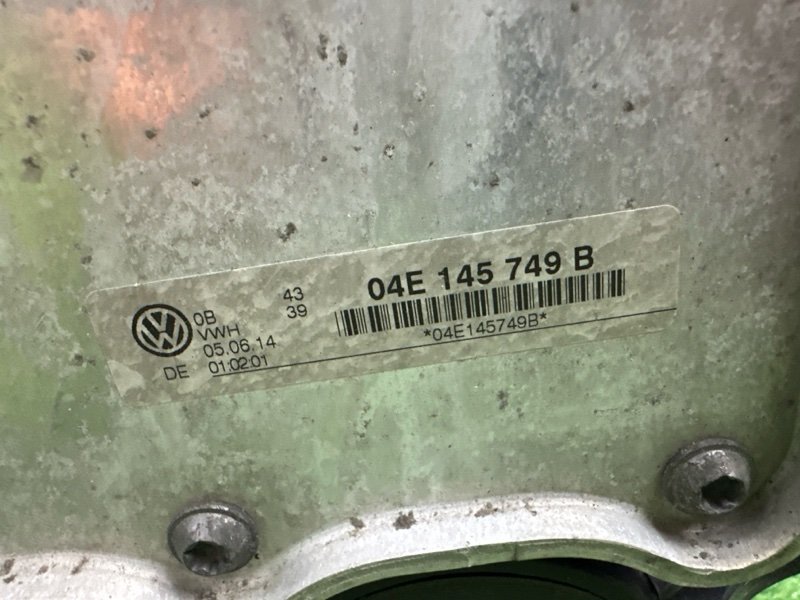 04E 145 749 B
*04E145749B*
0B 43
VWH 39
05.06.14
DE 01:02:01